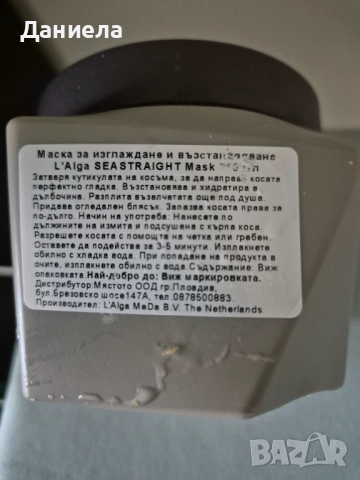 Даниела
Маска за изглаждане и възстановяване
L'Alga SEASTRAIGHT Mask
Затваря кутикулата на косъма, за да направи косата
перфектно гладка. Възстановява и хидратира в
дълбочина. Разплита възелчетата още под душа.
Придава огледален блясък. Запазва косата права за
по-дълго. Начин на употреба: Нанесете по
дължините на измита и подсушена с кърпа коса.
Разрешете косата с помощта на четка или гребен.
Оставете да подейства за 3-5 минути. Изплакнете
обилно с хладка вода. При попадане на продукта в
очите, изплакнете обилно с вода.Съдържание: Виж
опаковката.Най-добро до: Виж маркировката.
Дистрибутор:Мястото ООД гр.Пловдив,
бул.Брезовско шосе147А, тел.0878500883.
Производител: L'Alga MeDa B.V. The Netherlands
BAZAR